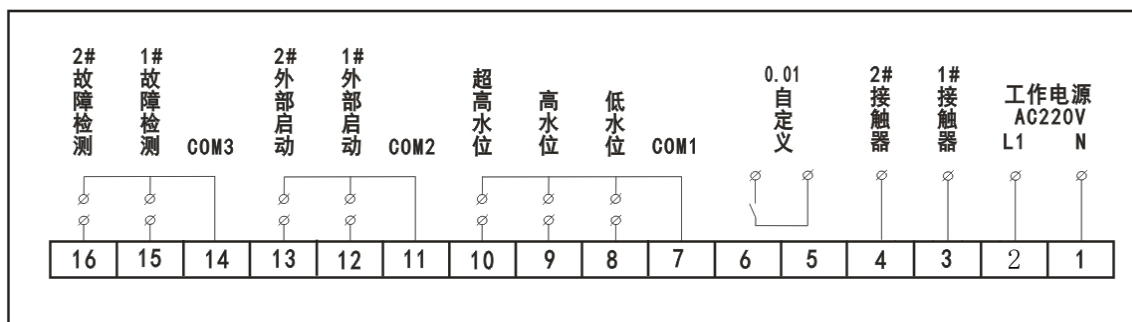 2#故障检测
1#故障检测
COM3
2#外部启动
1#外部启动
COM2
超高水位
高水位
低水位
COM1
0.01自定义
2#接触器
1#接触器
工作电源
AC220V
L1 N
16 15 14 13 12 11 10 9 8 7 6 5 4 3 2 1